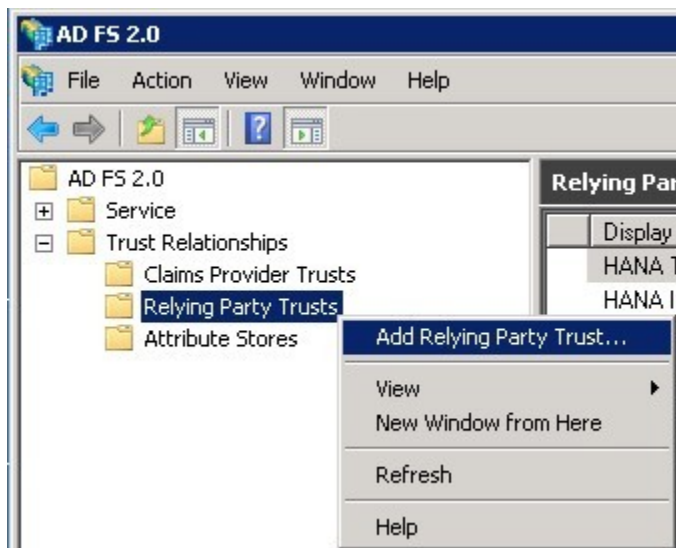 AD FS 2.0
File Action View Window Help
AD FS 2.0
Service
Trust Relationships
Claims Provider Trusts
Relying Party Trusts
Attribute Stores
Relying Par
Display
HANA T
HANA I
Add Relying Party Trust...
View
New Window from Here
Refresh
Help